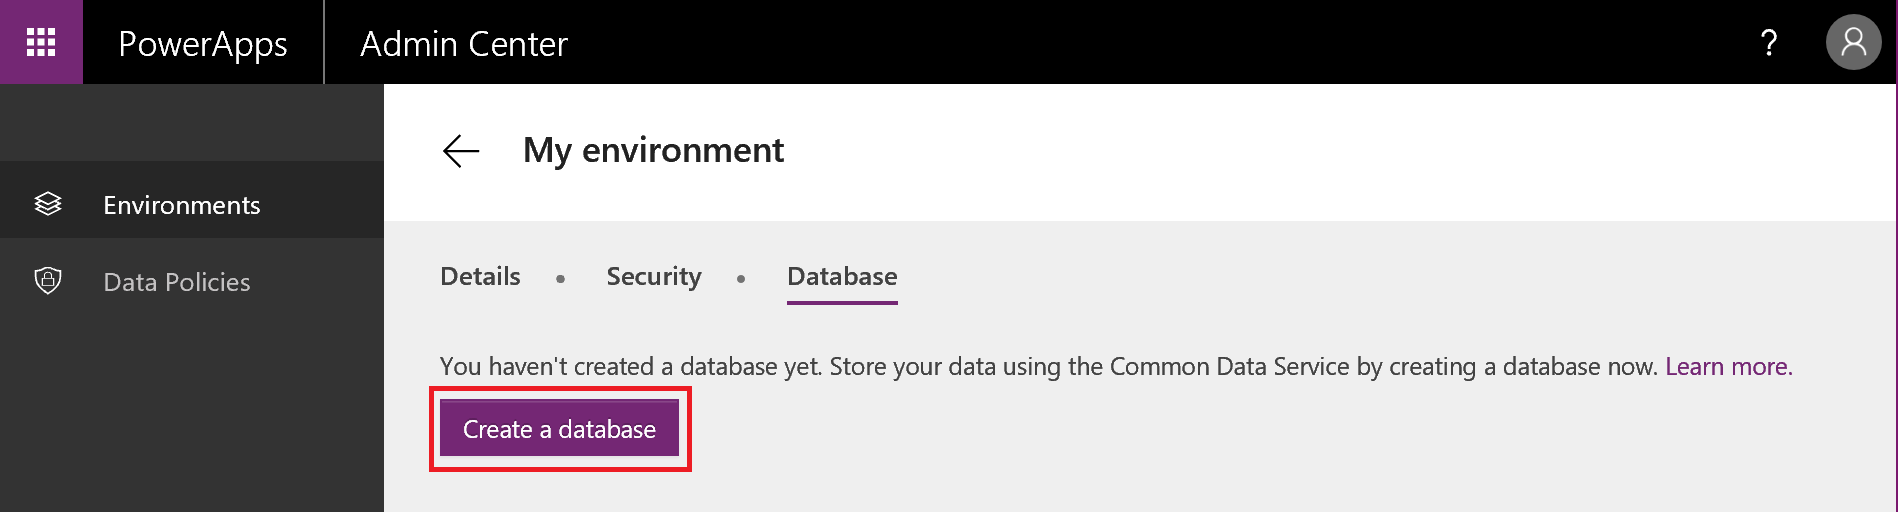 PowerApps
Admin Center
?
My environment
Environments
Data Policies
Details • Security • Database
You haven't created a database yet. Store your data using the Common Data Service by creating a database now. Learn more.
Create a database